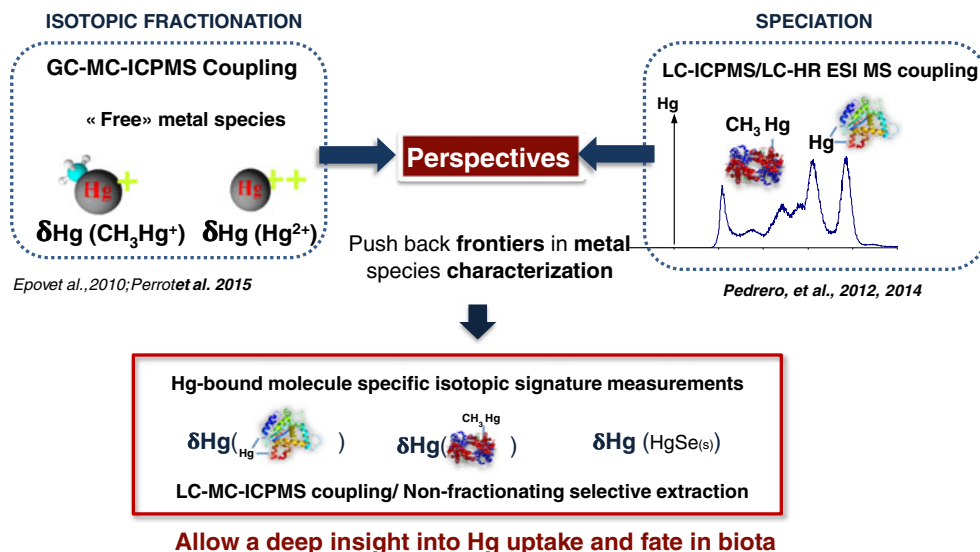 ISOTOPIC FRACTIONATION
GC-MC-ICPMS Coupling
« Free» metal species
Hg +
Hg ++
δHg (CH₃Hg⁺) δHg (Hg²⁺)
Epovet al.,2010;Perrotet al. 2015
Perspectives
Push back frontiers in metal
species characterization
SPECIATION
LC-ICPMS/LC-HR ESI MS coupling
Hg
CH₃ Hg
Hg
Pedrero, et al., 2012, 2014
Hg-bound molecule specific isotopic signature measurements
δHg( Hg )
δHg( CH₃ Hg )
δHg (HgSe(s))
LC-MC-ICPMS coupling/ Non-fractionating selective extraction
Allow a deep insight into Hg uptake and fate in biota